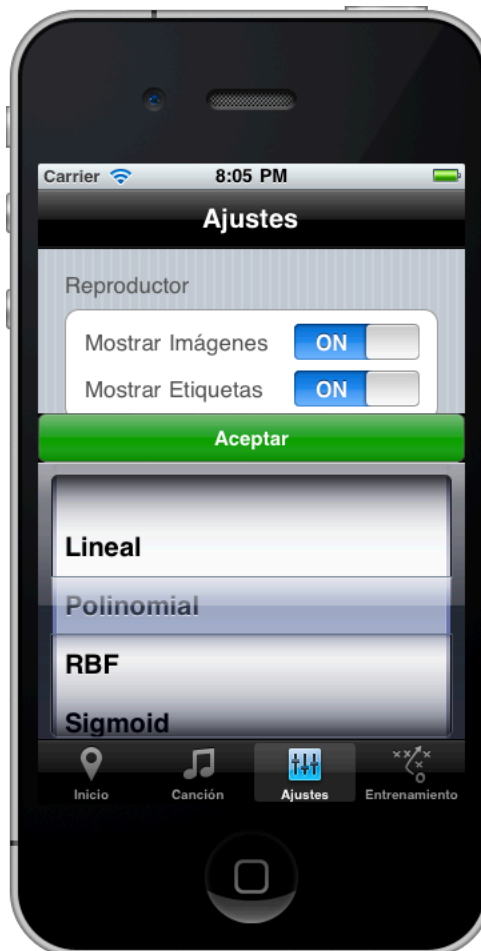 Carrier 8:05 PM
Ajustes
Reproductor
Mostrar Imágenes ON
Mostrar Etiquetas ON
Aceptar
Lineal
Polinomial
RBF
Sigmoid
Inicio Canción Ajustes Entrenamiento